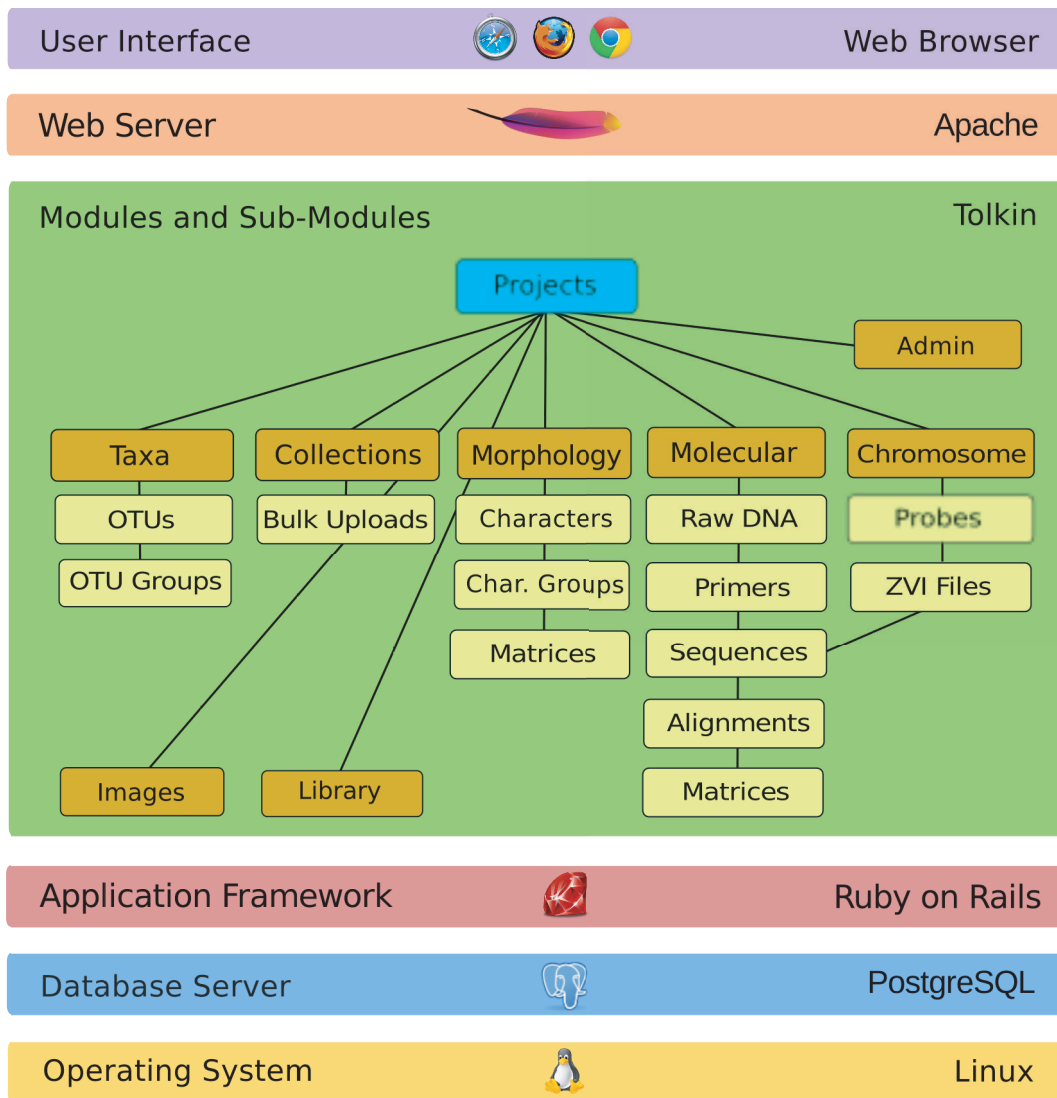 User Interface
Web Browser
Web Server
Apache
Modules and Sub-Modules
Tolkin
Projects
Admin
Taxa
Collections
Morphology
Molecular
Chromosome
OTUs
Bulk Uploads
Characters
Raw DNA
Probes
OTU Groups
Char. Groups
Primers
ZVI Files
Matrices
Sequences
Alignments
Images
Library
Matrices
Application Framework
Ruby on Rails
Database Server
PostgreSQL
Operating System
Linux